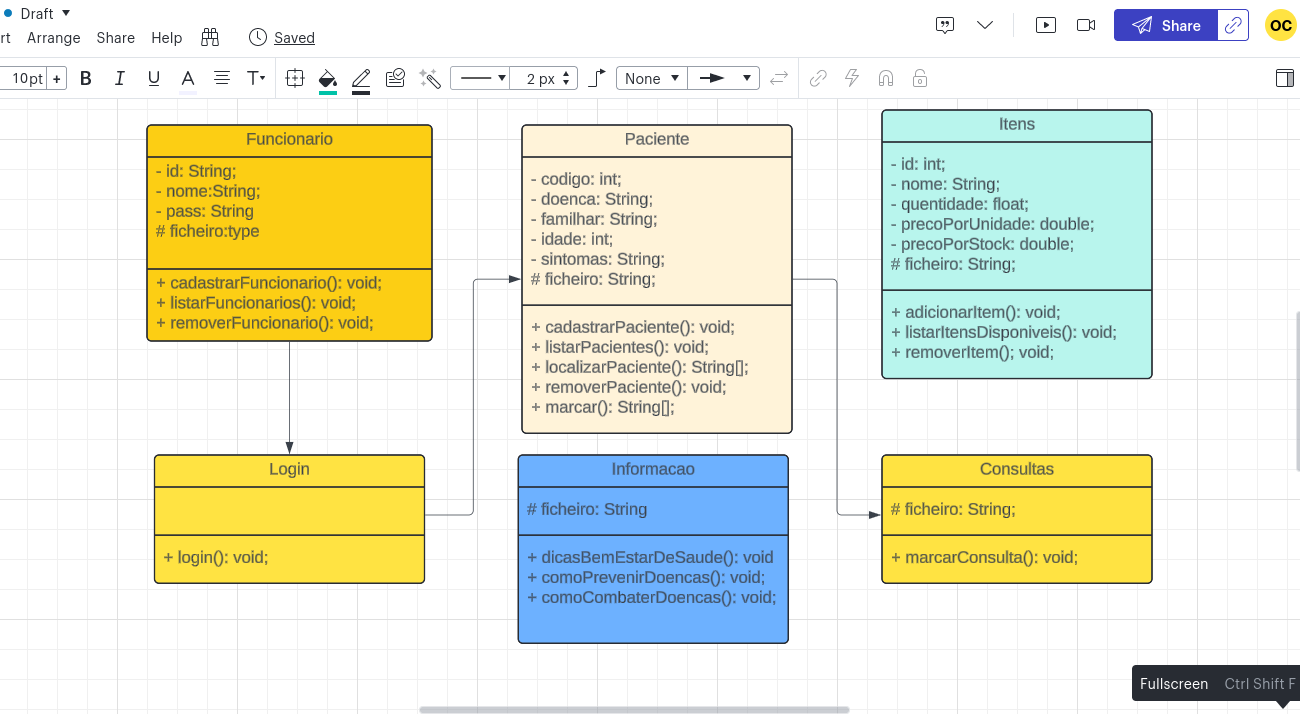 Draft
rt Arrange Share Help Saved
Share
OC
10pt + B I U A T 2 px None
Funcionario
- id: String;
- nome:String;
- pass: String
# ficheiro:type
+ cadastrarFuncionario(): void;
+ listarFuncionarios(): void;
+ removerFuncionario(): void;
Paciente
- codigo: int;
- doenca: String;
- familhar: String;
- idade: int;
- sintomas: String;
# ficheiro: String;
+ cadastrarPaciente(): void;
+ listarPacientes(): void;
+ localizarPaciente(): String[];
+ removerPaciente(): void;
+ marcar(): String[];
Itens
- id: int;
- nome: String;
- quentidade: float;
- precoPorUnidade: double;
- precoPorStock: double;
# ficheiro: String;
+ adicionarItem(): void;
+ listarItensDisponiveis(): void;
+ removerItem(); void;
Login
+ login(): void;
Informacao
# ficheiro: String
+ dicasBemEstarDeSaude(): void
+ comoPrevenirDoencas(): void;
+ comoCombaterDoencas(): void;
Consultas
# ficheiro: String;
+ marcarConsulta(): void;
Fullscreen Ctrl Shift F